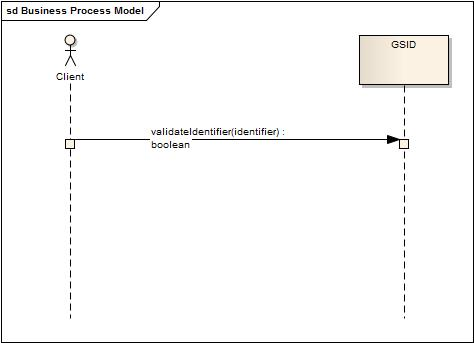 sd Business Process Model
GSID
Client
validateIdentifier(identifier) :
boolean